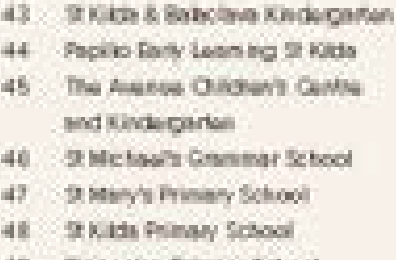 43 St Kilda & Balaclava Kindergarten
44 Papilio Early Learning St Kilda
45 The Avenue Children's Centre
and Kindergarten
46 St Michael's Grammar School
47 St Mary's Primary School
48 St Kilda Primary School